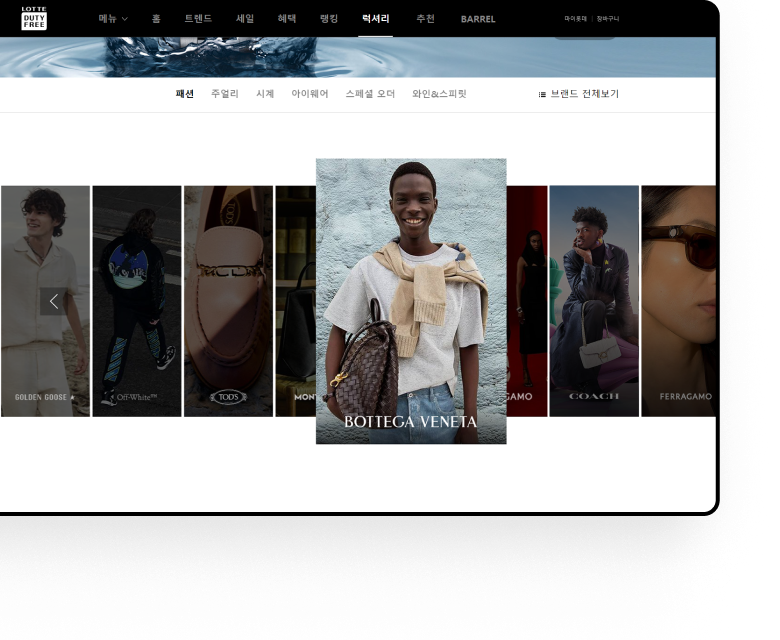 LOTTE
DUTY
FREE
메뉴 홈 트렌드 세일 혜택 랭킹 럭셔리 추천 BARREL 마이롯데 | 장바구니
패션 주얼리 시계 아이웨어 스페셜 오더 와인&스피릿 브랜드 전체보기
TOD'S
GOLDEN GOOSE
Off-White™
TOD'S
MON
BOTTEGA VENETA
GAMO
COACH
FERRAGAMO